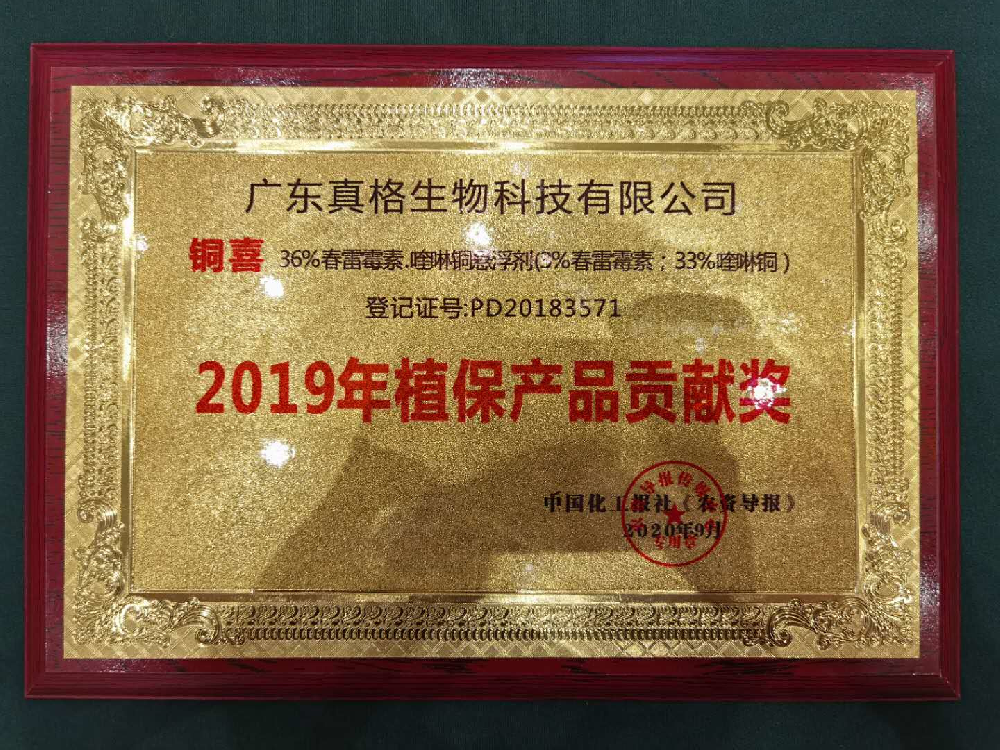 广东真格生物科技有限公司
铜喜 36%春雷霉素.喹啉铜悬浮剂(3%春雷霉素；33%喹啉铜)
登记证号:PD20183571
2019年植保产品贡献奖
中国化工报社《农资导报》
2020年9月